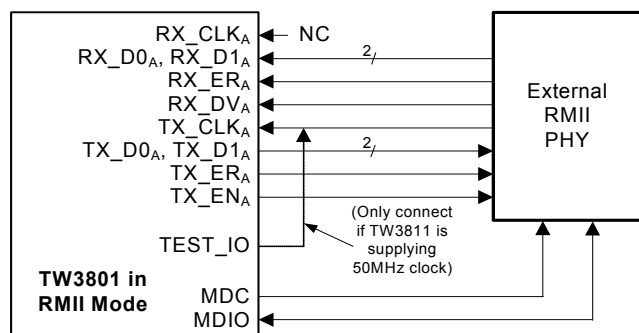 RX_CLKA NC
RX_D0A, RX_D1A 2
RX_ERA
RX_DVA
TX_CLKA
TX_D0A, TX_D1A 2
TX_ERA
TX_ENA
External
RMII
PHY
(Only connect
if TW3811 is
supplying
50MHz clock)
TEST_IO
TW3801 in
RMII Mode
MDC
MDIO